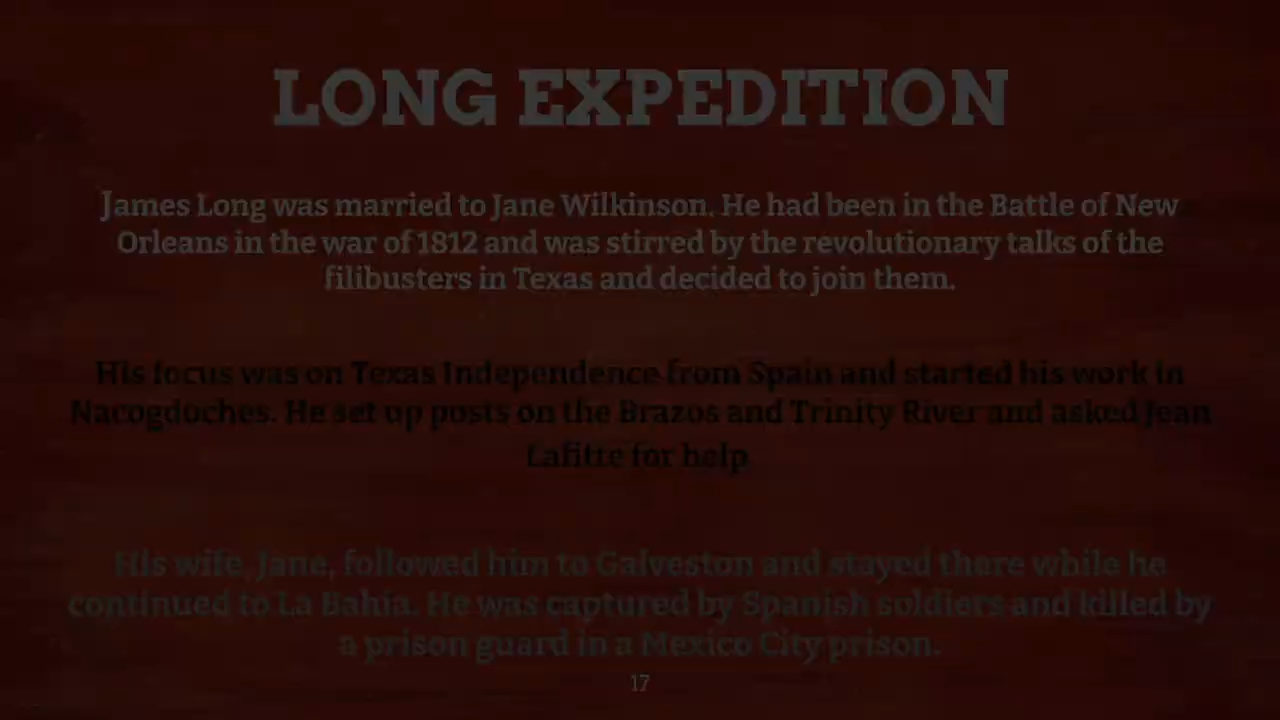 LONG EXPEDITION
James Long was married to Jane Wilkinson. He had been in the Battle of New
Orleans in the war of 1812 and was stirred by the revolutionary talks of the
filibusters in Texas and decided to join them.
His focus was on Texas Independence from Spain and started his work in
Nacogdoches. He set up posts on the Brazos and Trinity River and asked Jean
Lafitte for help
His wife, Jane, followed him to Galveston and stayed there while he
continued to La Bahia. He was captured by Spanish soldiers and killed by
a prison guard in a Mexico City prison.
17